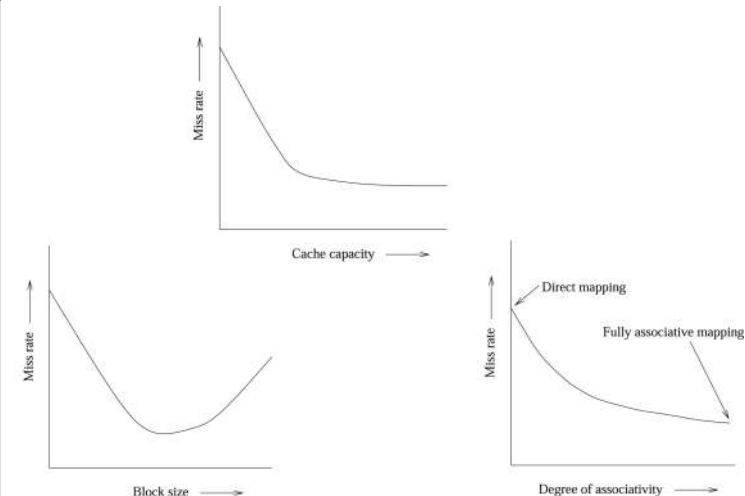 Miss rate
Cache capacity
Miss rate
Block size
Miss rate
Direct mapping
Fully associative mapping
Degree of associativity